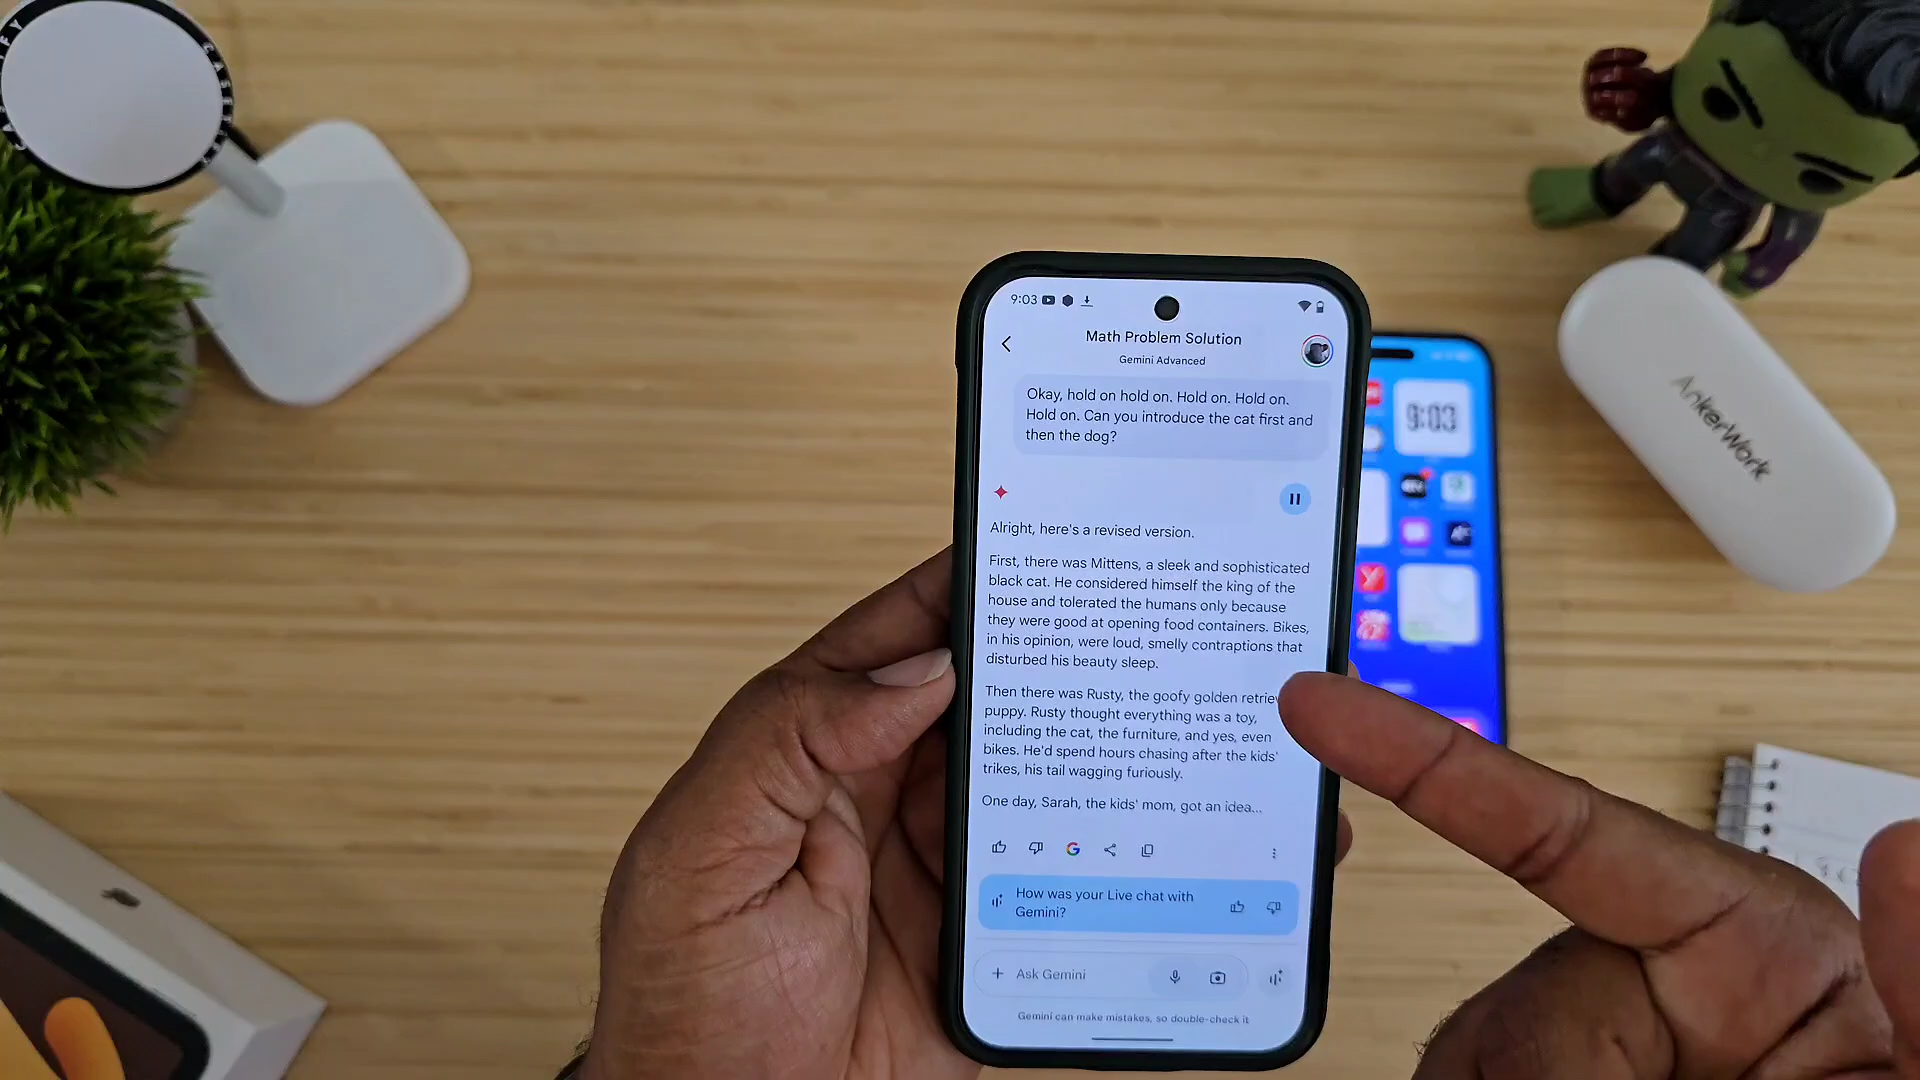 CASETIFY
9:03
Math Problem Solution
Gemini Advanced
Okay, hold on hold on. Hold on. Hold on.
Hold on. Can you introduce the cat first and
then the dog?
Alright, here's a revised version.
First, there was Mittens, a sleek and sophisticated
black cat. He considered himself the king of the
house and tolerated the humans only because
they were good at opening food containers. Bikes,
in his opinion, were loud, smelly contraptions that
disturbed his beauty sleep.
Then there was Rusty, the goofy golden retrie
puppy. Rusty thought everything was a toy,
including the cat, the furniture, and yes, even
bikes. He'd spend hours chasing after the kids'
trikes, his tail wagging furiously.
One day, Sarah, the kids' mom, got an idea...
How was your Live chat with
Gemini?
Ask Gemini
Gemini can make mistakes, so double-check it
9:03
AnkerWork